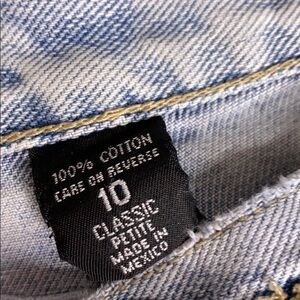 100% COTTON
CARE ON REVERSE
10
CLASSIC
PETITE
MADE IN
MEXICO